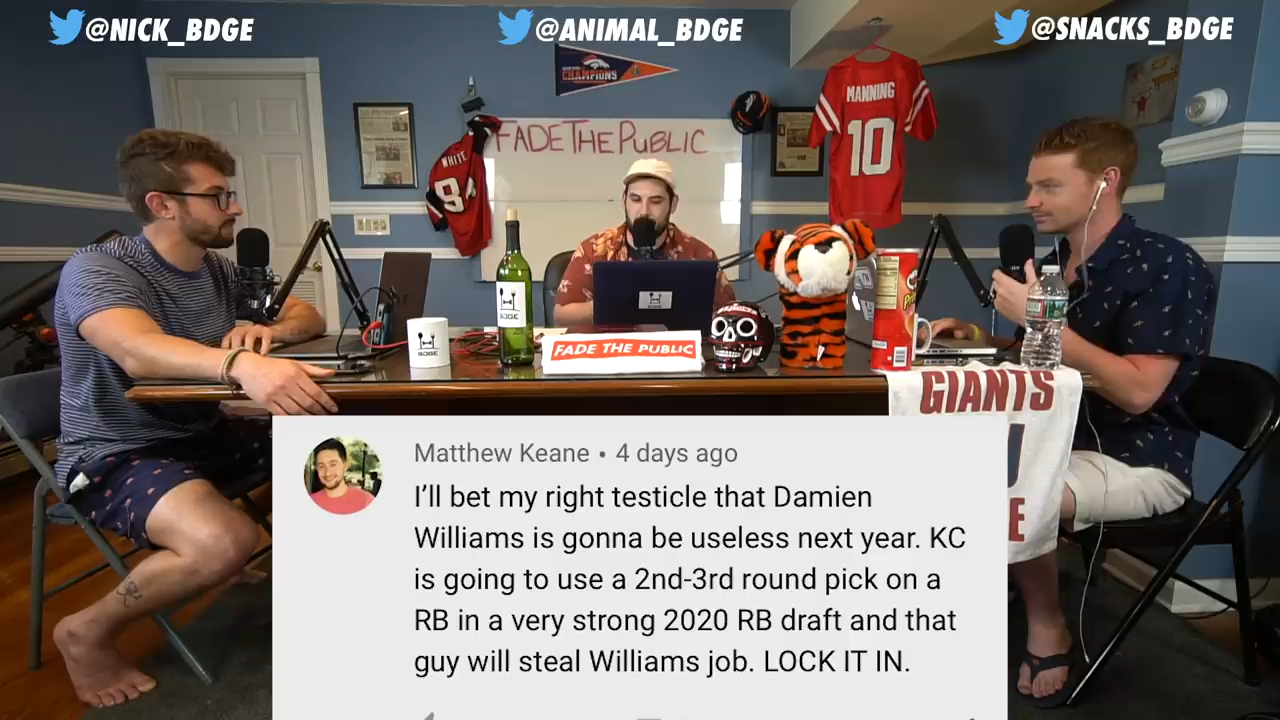 @NICK_BDGE
@ANIMAL_BDGE
@SNACKS_BDGE
CHAMPIONS
MANNING
10
WHITE
FADE THE PUBLIC
BDGE
BDGE
FADE THE PUBLIC
GIANTS
Matthew Keane • 4 days ago
I’ll bet my right testicle that Damien
Williams is gonna be useless next year. KC
is going to use a 2nd-3rd round pick on a
RB in a very strong 2020 RB draft and that
guy will steal Williams job. LOCK IT IN.